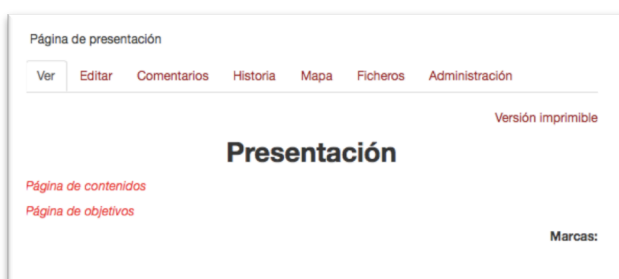 Página de presentación
Ver Editar Comentarios Historia Mapa Ficheros Administración
Versión imprimible
Presentación
Página de contenidos
Página de objetivos
Marcas: